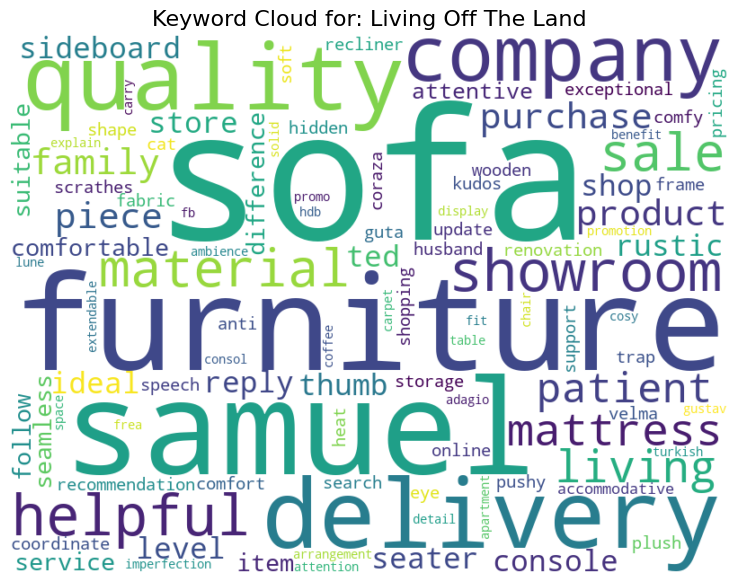 Keyword Cloud for: Living Off The Land
sideboard
quality
carry
soft
recliner
company
attentive
exceptional
pricing
suitable
explain
shape
store
cat
family
scrathes
fabric
difference
solid
hidden
sofa
promo
fb
hdb
coraza
purchase
comfy
benefit
sale
wooden
kudos
shop
frame
piece
product
display
promotion
comfortable
guta
update
husband
renovation
rustic
lune
ambience
material
ted
showroom
extendable
furniture
anti
consol
coffee
carpet
shopping
chair
fit
table
support
cosy
trap
ideal
speech
reply
thumb
storage
adagio
patient
velma
gustav
follow
seamless
space
frea
samuel
heat
online
mattress
turkish
living
recommendation
comfort
search
eye
pushy
accommodative
helpful
delivery
detail
apartment
plush
coordinate
level
service
imperfection
item
arrangement
attention
seater
console